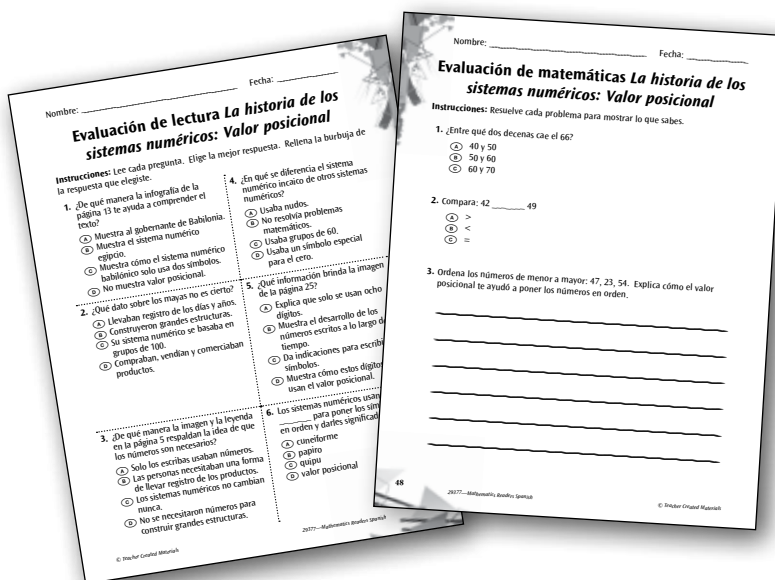 Nombre: Fecha:
Evaluación de lectura La historia de los
sistemas numéricos: Valor posicional
Instrucciones: Lee cada pregunta. Elige la mejor respuesta. Rellena la burbuja de
la respuesta que elegiste.
1. ¿De qué manera la infografía de la
página 13 te ayuda a comprender el
texto?
A Muestra al gobernante de Babilonia.
B Muestra el sistema numérico
egipcio.
C Muestra cómo el sistema numérico
babilónico solo usa dos símbolos.
D No muestra valor posicional.
2. ¿Qué dato sobre los mayas no es cierto?
A Llevaban registro de los días y años.
B Construyeron grandes estructuras.
C Su sistema numérico se basaba en
grupos de 100.
D Compraban, vendían y comerciaban
productos.
3. ¿De qué manera la imagen y la leyenda
en la página 5 respaldan la idea de que
los números son necesarios?
A Solo los escribas usaban números.
B Las personas necesitaban una forma
de llevar registro de los productos.
C Los sistemas numéricos no cambian
nunca.
D No se necesitaron números para
construir grandes estructuras.
4. ¿En qué se diferencia el sistema
numérico incaico de otros sistemas
numéricos?
A Usaba nudos.
B No resolvía problemas
matemáticos.
C Usaba grupos de 60.
D Usaba un símbolo especial
para el cero.
5. ¿Qué información brinda la imagen
de la página 25?
A Explica que solo se usan ocho
dígitos.
B Muestra el desarrollo de los
números escritos a lo largo d
tiempo.
C Da indicaciones para escribi
símbolos.
D Muestra cómo estos dígito
usan el valor posicional.
6. Los sistemas numéricos usan
______ para poner los sím
en orden y darles significad
A cuneiforme
B papiro
C quipu
D valor posicional
© Teacher Created Materials
29377—Mathematics Readers Spanish
Nombre: Fecha:
Evaluación de matemáticas La historia de los
sistemas numéricos: Valor posicional
Instrucciones: Resuelve cada problema para mostrar lo que sabes.
1. ¿Entre qué dos decenas cae el 66?
A 40 y 50
B 50 y 60
C 60 y 70
2. Compara: 42 ______ 49
A >
B <
C =
3. Ordena los números de menor a mayor: 47, 23, 54. Explica cómo el valor
posicional te ayudó a poner los números en orden.
48
29377—Mathematics Readers Spanish
© Teacher Created Materials